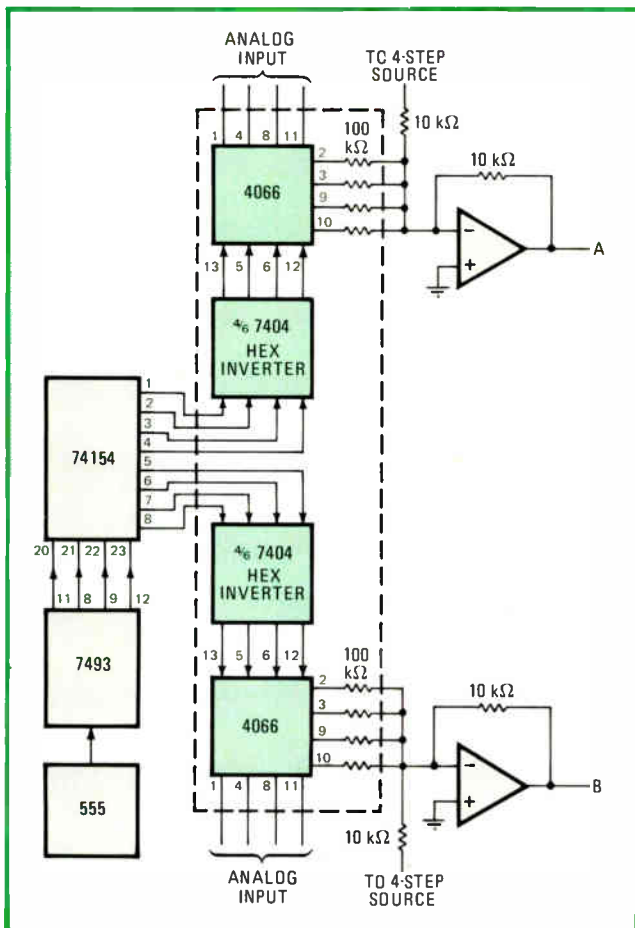 ANALOG
INPUT
TC 4-STEP
SOURCE
1 4 8 11
100
kΩ
10 kΩ
10 kΩ
4066
2
3
9
10
−
+
A
13 5 6 12
4/6 7404
HEX
INVERTER
74154
1
2
3
4
5
6
7
8
20 21 22 23
4/6 7404
HEX
INVERTER
11 8 9 12
7493
13 5 6 12
100
kΩ
10 kΩ
4066
2
3
9
10
−
+
B
555
1 4 8 11
10 kΩ
ANALOG
INPUT
TO 4-STEP
SOURCE